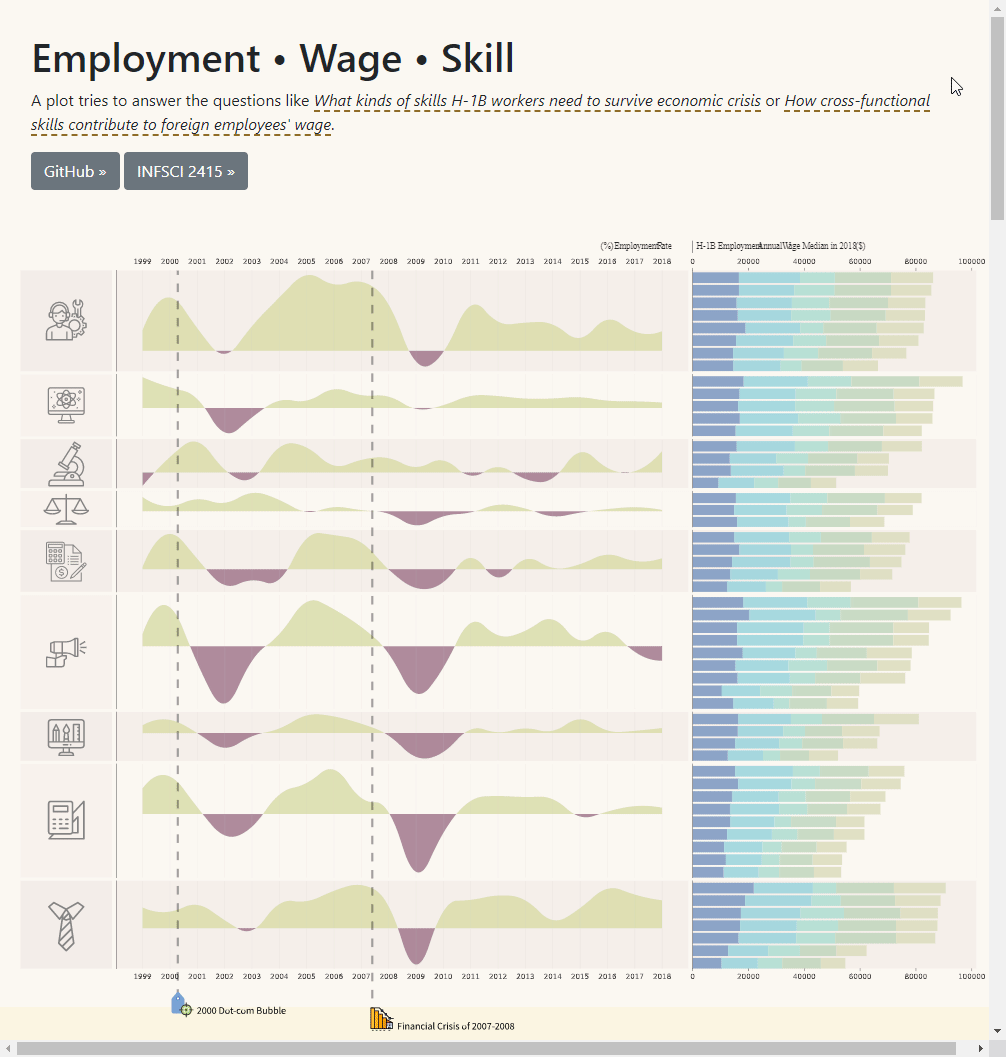 Employment • Wage • Skill
A plot tries to answer the questions like What kinds of skills H-1B workers need to survive economic crisis or How cross-functional
skills contribute to foreign employees' wage.
GitHub »
INFSCI 2415 »
(%)EmploymentRate
H-1B EmploymentAnnualWage Median in 2018($)
1999 2000 2001 2002 2003 2004 2005 2006 2007 2008 2009 2010 2011 2012 2013 2014 2015 2016 2017 2018
0 20000 40000 60000 80000 100000
1999 2000 2001 2002 2003 2004 2005 2006 2007 2008 2009 2010 2011 2012 2013 2014 2015 2016 2017 2018
0 20000 40000 60000 80000 100000
2000 Dot-com Bubble
Financial Crisis of 2007-2008